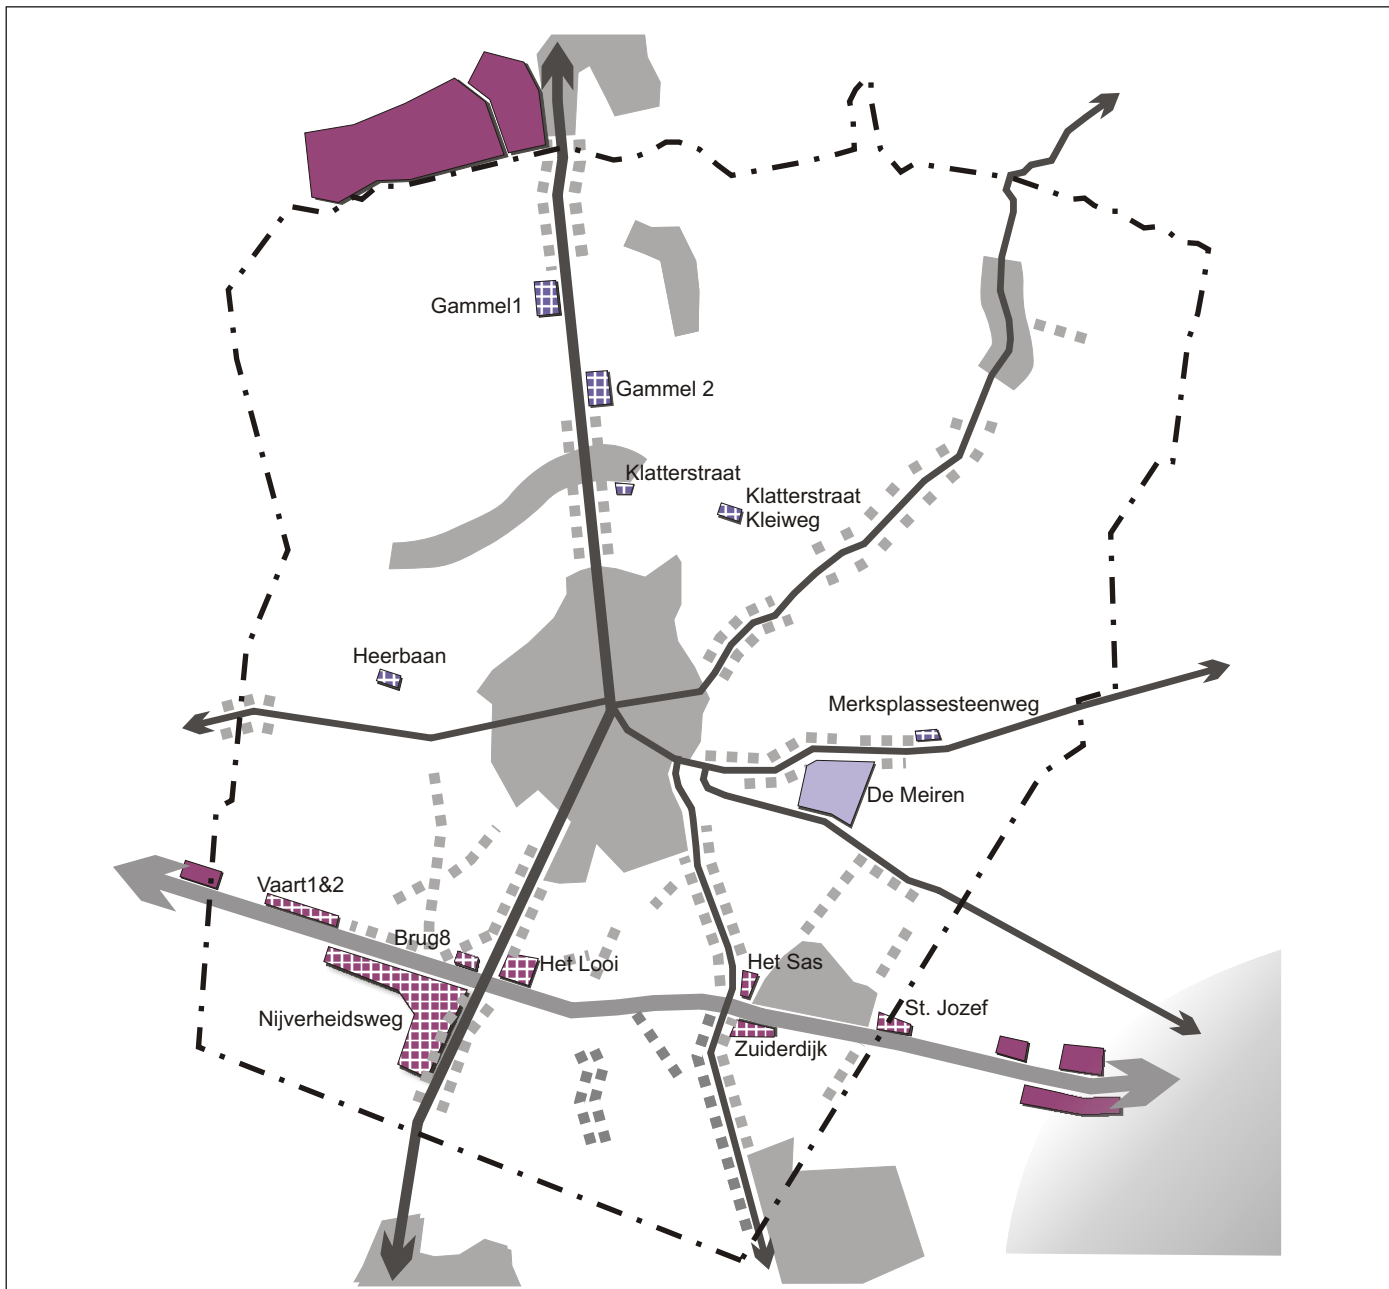 Gammel1
Gammel 2
Klatterstraat
Klatterstraat
Kleiweg
Heerbaan
Merksplassesteenweg
De Meiren
Vaart1&2
Brug8
Het Looi
Het Sas
St. Jozef
Nijverheidsweg
Zuiderdijk